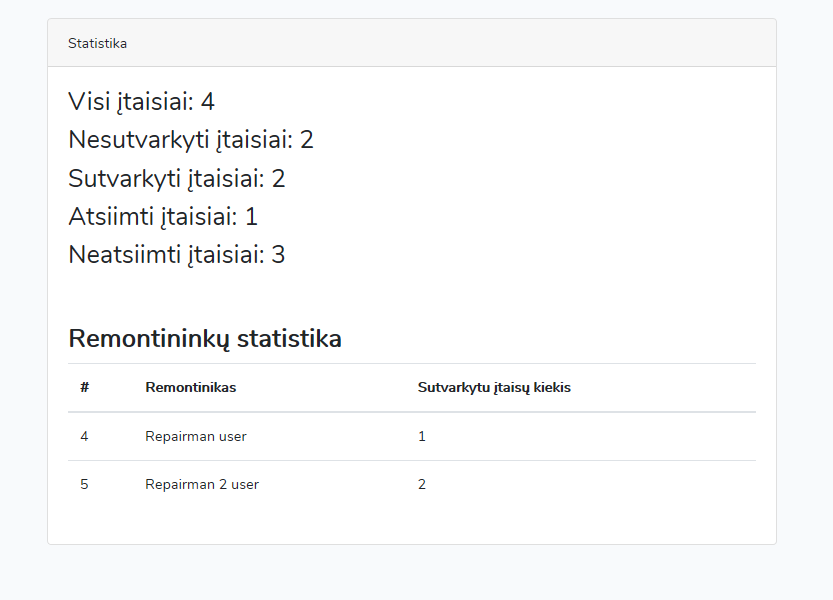 Statistika
Visi įtaisiai: 4
Nesutvarkyti įtaisiai: 2
Sutvarkyti įtaisiai: 2
Atsiimti įtaisiai: 1
Neatsiimti įtaisiai: 3
Remontininkų statistika
# Remontinikas Sutvarkytu įtaisų kiekis
4 Repairman user 1
5 Repairman 2 user 2